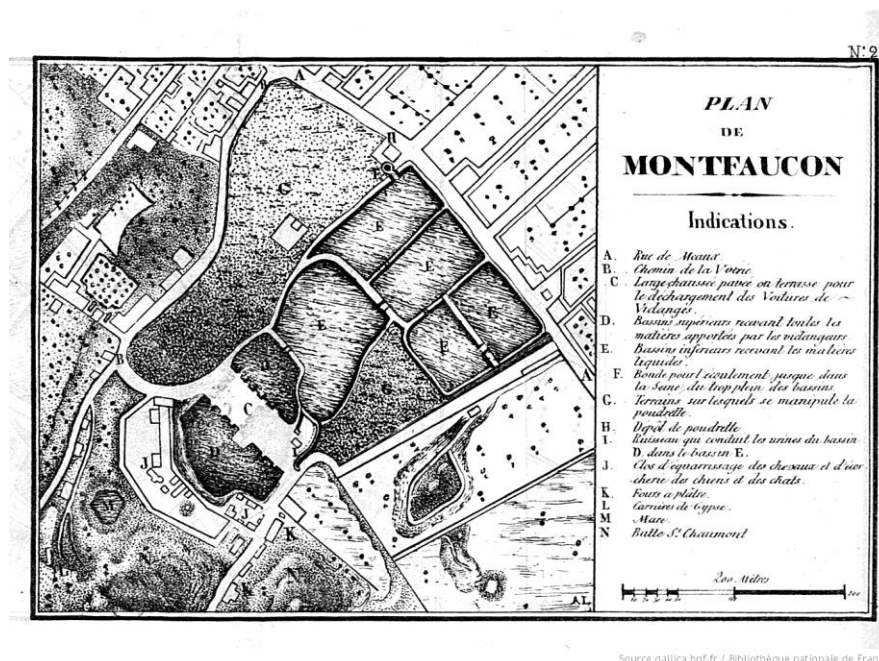 N.º 2
PLAN
DE
MONTFAUCON
Indications.
A. Rue de Meaux
B. Chemin de la Voirie
C. Large chaussée pavée ou terrasse pour
le déchargement des Voitures de
Vidanges.
D. Bassins supérieurs recevant toutes les
matières apportées par les vidangeurs
E. Bassins inférieurs recevant les matières
liquides.
F. Bonde pour l'écoulement jusque dans
la Seine, du trop plein des bassins.
G. Terrains sur lesquels se manipule la
poudrette.
H. Dépôt de poudrette
I. Ruisseau qui conduit les urines du bassin
D. dans le bassin E.
J. Clos d'équarrissage des chevaux et d'écor
cherie des chiens et des chats.
K. Fours à plâtre.
L. Carrières de Gypse.
M. Mare.
N. Butte St. Chaumont
200 Mètres
A
H
F
G
E
E
E
E
E
B
A
C
D
I
J
J
M
K
N
N
K
A L
Source gallica.bnf.fr / Bibliothèque nationale de Fran